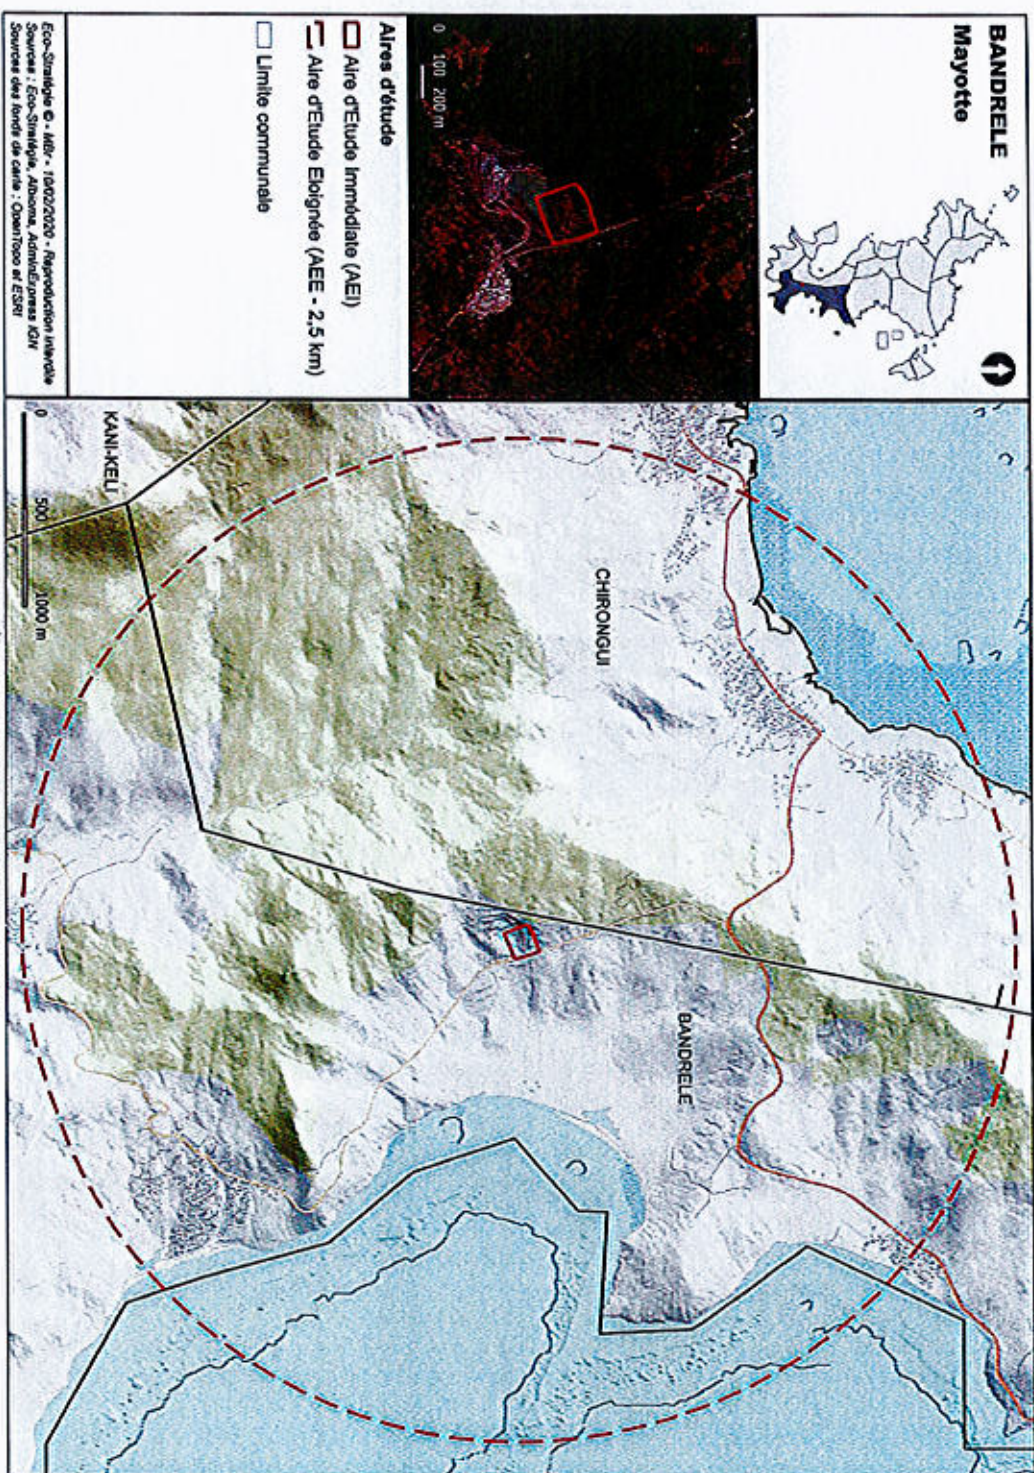 BANDRELE
Mayotte
0 100 200 m
Aires d'étude
Aire d'Etude Immédiate (AEI)
Aire d'Etude Eloignée (AEE - 2,5 km)
Limite communale
Eco-Stratégie © - MBr - 10/02/2020 - Reproduction interdite
Sources : Eco-Stratégie, Albioma, AdminExpress IGN
Sources des fonds de carte : OpenTopo et ESRI
CHIRONGUI
BANDRELE
KANI-KELI
0 500 1000 m